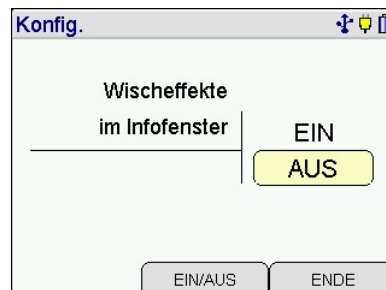 Konfig.
Wischeffekte
im Infofenster
EIN
AUS
EIN/AUS
ENDE